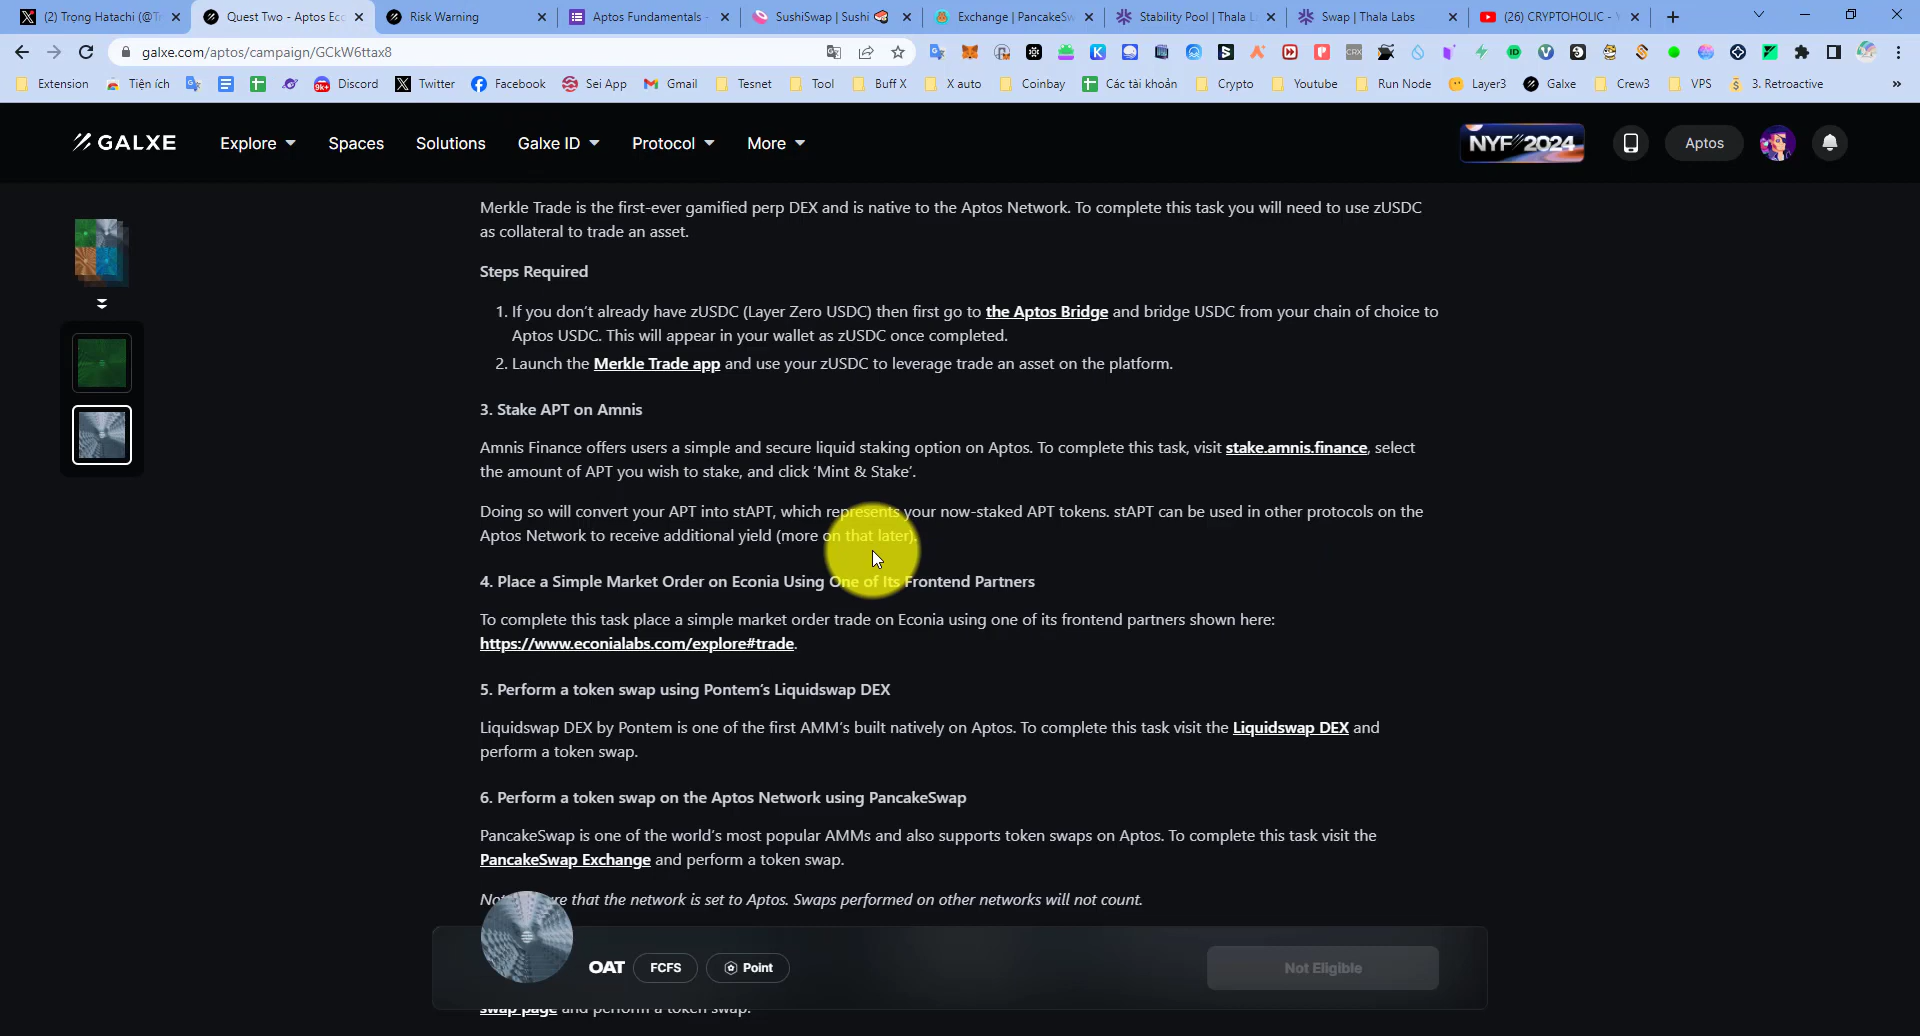 (2) Trọng Hatachi (@Tr
Quest Two - Aptos Eco
Risk Warning
Aptos Fundamentals -
SushiSwap | Sushi
Exchange | PancakeSw
Stability Pool | Thala L
Swap | Thala Labs
(26) CRYPTOHOLIC - Y
galxe.com/aptos/campaign/GCkW6ttax8
Extension
Tiện ích
9k+
Discord
Twitter
Facebook
Sei App
Gmail
Tesnet
Tool
Buff X
X auto
Coinbay
Các tài khoản
Crypto
Youtube
Run Node
Layer3
Galxe
Crew3
VPS
3. Retroactive
»
GALXE
Explore
Spaces
Solutions
Galxe ID
Protocol
More
NYF//2024
Aptos
Merkle Trade is the first-ever gamified perp DEX and is native to the Aptos Network. To complete this task you will need to use zUSDC
as collateral to trade an asset.
Steps Required
1. If you don't already have zUSDC (Layer Zero USDC) then first go to the Aptos Bridge and bridge USDC from your chain of choice to
Aptos USDC. This will appear in your wallet as zUSDC once completed.
2. Launch the Merkle Trade app and use your zUSDC to leverage trade an asset on the platform.
3. Stake APT on Amnis
Amnis Finance offers users a simple and secure liquid staking option on Aptos. To complete this task, visit stake.amnis.finance, select
the amount of APT you wish to stake, and click ‘Mint & Stake’.
Doing so will convert your APT into stAPT, which represents your now-staked APT tokens. stAPT can be used in other protocols on the
Aptos Network to receive additional yield (more on that later).
4. Place a Simple Market Order on Econia Using One of Its Frontend Partners
To complete this task place a simple market order trade on Econia using one of its frontend partners shown here:
https://www.econialabs.com/explore#trade.
5. Perform a token swap using Pontem’s Liquidswap DEX
Liquidswap DEX by Pontem is one of the first AMM's built natively on Aptos. To complete this task visit the Liquidswap DEX and
perform a token swap.
6. Perform a token swap on the Aptos Network using PancakeSwap
PancakeSwap is one of the world's most popular AMMs and also supports token swaps on Aptos. To complete this task visit the
PancakeSwap Exchange and perform a token swap.
that the network is set to Aptos. Swaps performed on other networks will not count.
OAT
FCFS
Point
Not Eligible
swap page and perform a token swap.